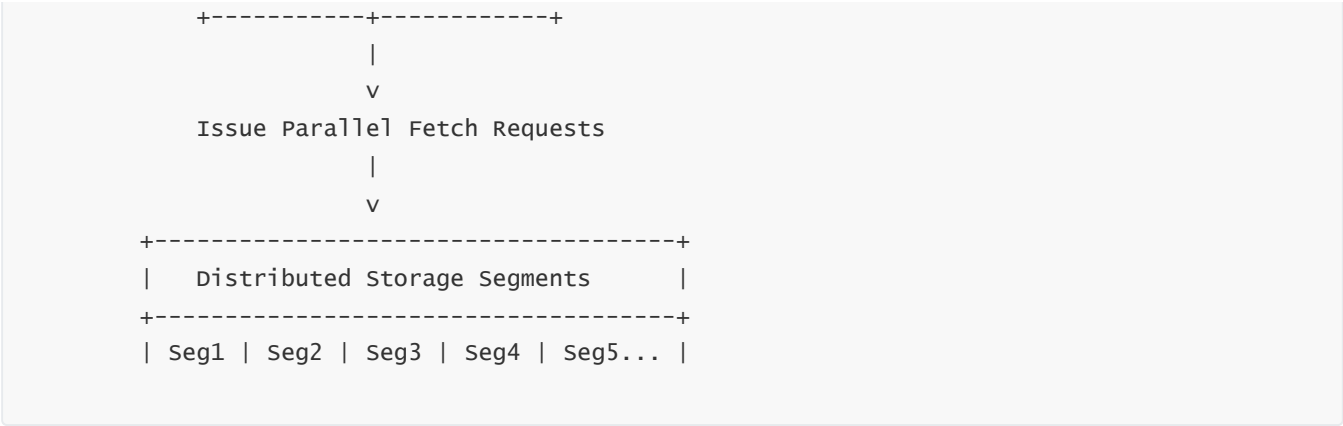 +-----------+------------+
|
v
Issue Parallel Fetch Requests
|
v
+-------------------------------------+
|   Distributed Storage Segments      |
+-------------------------------------+
| Seg1 | Seg2 | Seg3 | Seg4 | Seg5... |